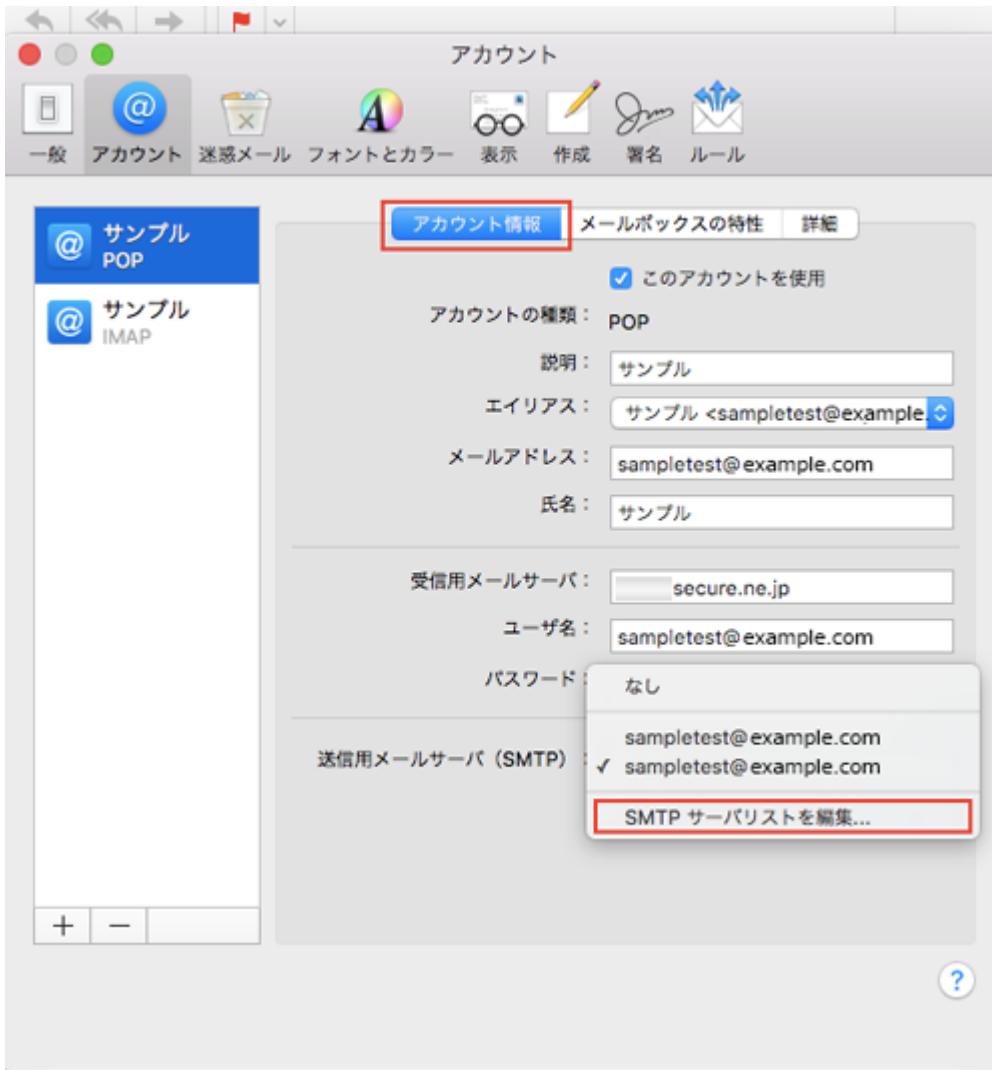 アカウント
一般 アカウント 迷惑メール フォントとカラー 表示 作成 署名 ルール
サンプル
POP
サンプル
IMAP
アカウント情報 メールボックスの特性 詳細
このアカウントを使用
アカウントの種類： POP
説明： サンプル
エイリアス： サンプル <sampletest@example.
メールアドレス： sampletest@example.com
氏名： サンプル
受信用メールサーバ： secure.ne.jp
ユーザ名： sampletest@example.com
パスワード：
なし
sampletest@example.com
送信用メールサーバ（SMTP）： ✓ sampletest@example.com
SMTP サーバリストを編集...